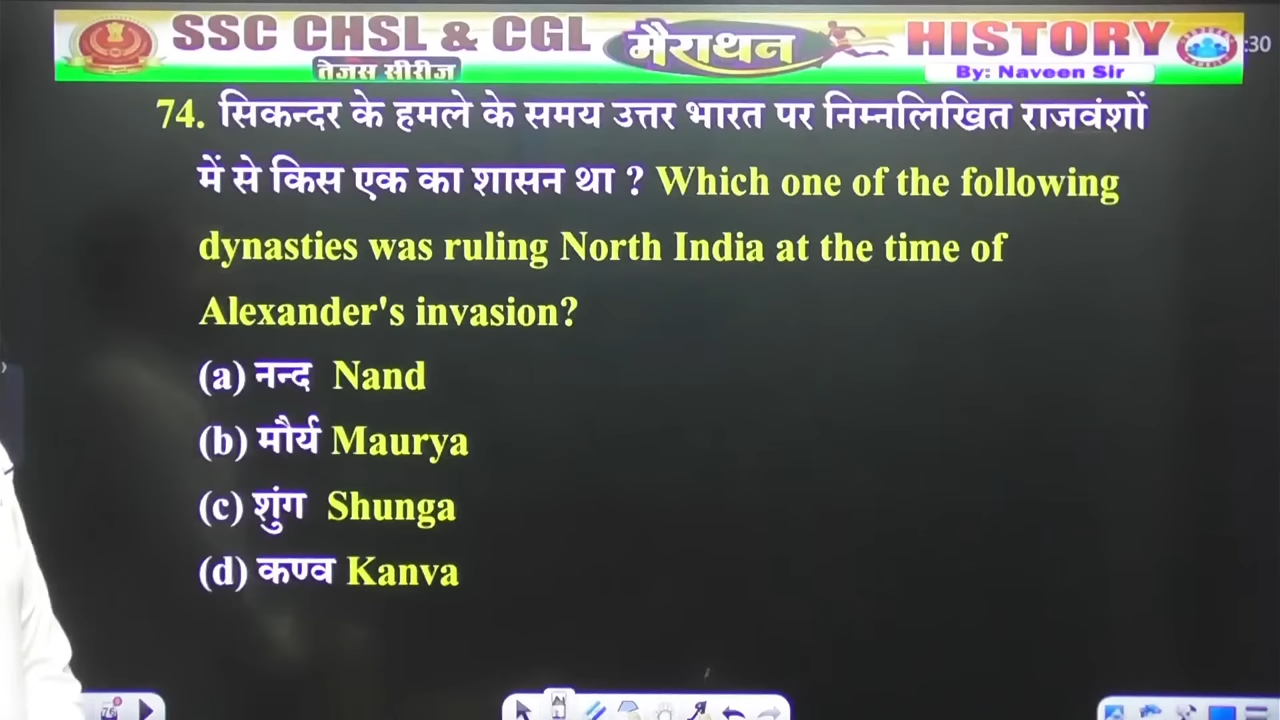 SSC CHSL & CGL
तेजस सीरीज
मैराथन
HISTORY
By: Naveen Sir
:30
74. सिकन्दर के हमले के समय उत्तर भारत पर निम्नलिखित राजवंशों
में से किस एक का शासन था ? Which one of the following
dynasties was ruling North India at the time of
Alexander's invasion?
(a) नन्द Nand
(b) मौर्य Maurya
(c) शुंग Shunga
(d) कण्व Kanva